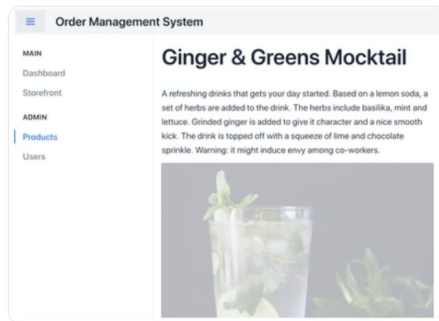 Order Management System
MAIN
Dashboard
Storefront
ADMIN
Products
Users
Ginger & Greens Mocktail
A refreshing drinks that gets your day started. Based on a lemon soda, a
set of herbs are added to the drink. The herbs include basilika, mint and
lettuce. Grinded ginger is added to give it character and a nice smooth
kick. The drink is topped off with a squeeze of lime and chocolate
sprinkle. Warning: it might induce envy among co-workers.